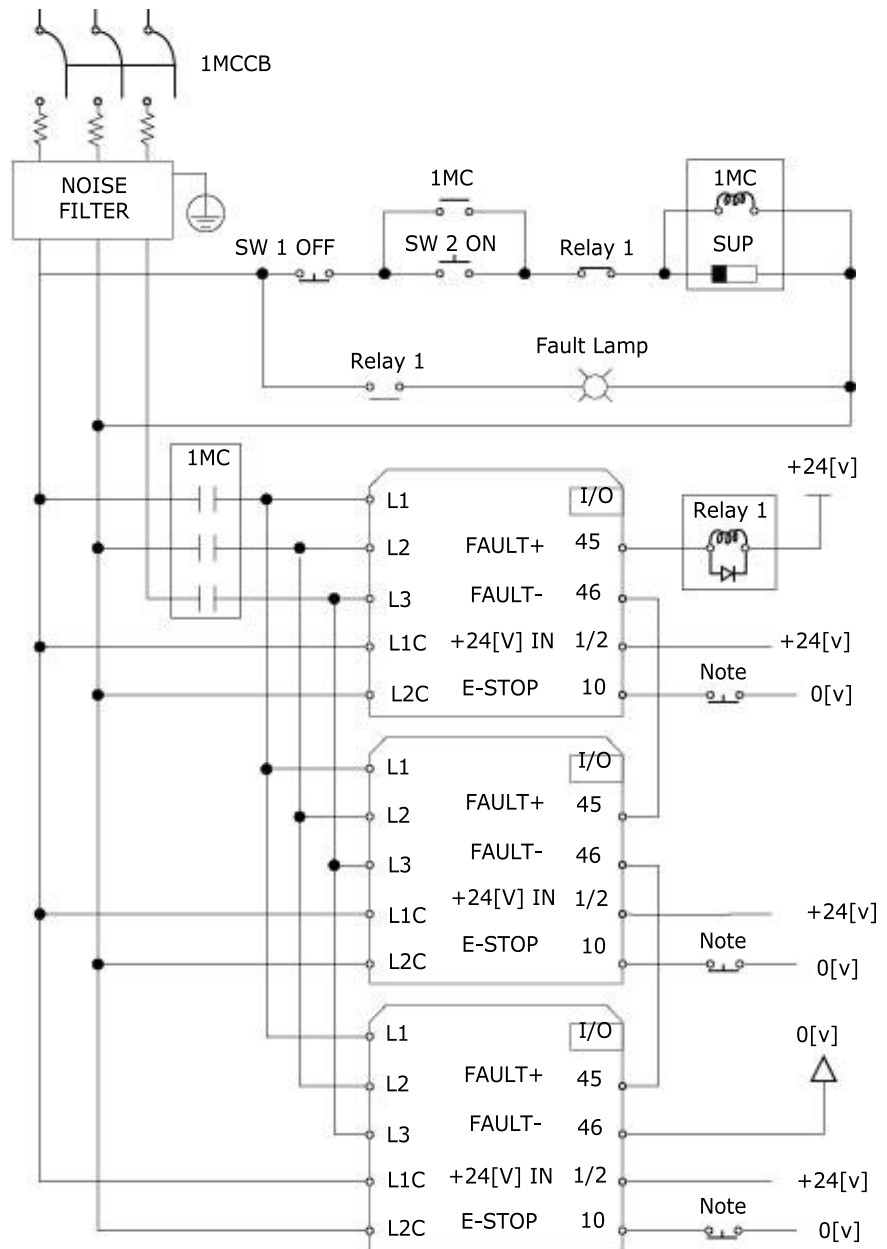 1MCCB
NOISE
FILTER
1MC
1MC
SW 1 OFF
SW 2 ON
Relay 1
SUP
Relay 1
Fault Lamp
1MC
+24[v]
L1
I/O
Relay 1
L2
FAULT+
45
L3
FAULT-
46
L1C
+24[V] IN
1/2
+24[v]
L2C
E-STOP
10
Note
0[v]
L1
I/O
L2
FAULT+
45
L3
FAULT-
46
L1C
+24[V] IN
1/2
+24[v]
L2C
E-STOP
10
Note
0[v]
L1
I/O
0[v]
L2
FAULT+
45
L3
FAULT-
46
L1C
+24[V] IN
1/2
+24[v]
L2C
E-STOP
10
Note
0[v]